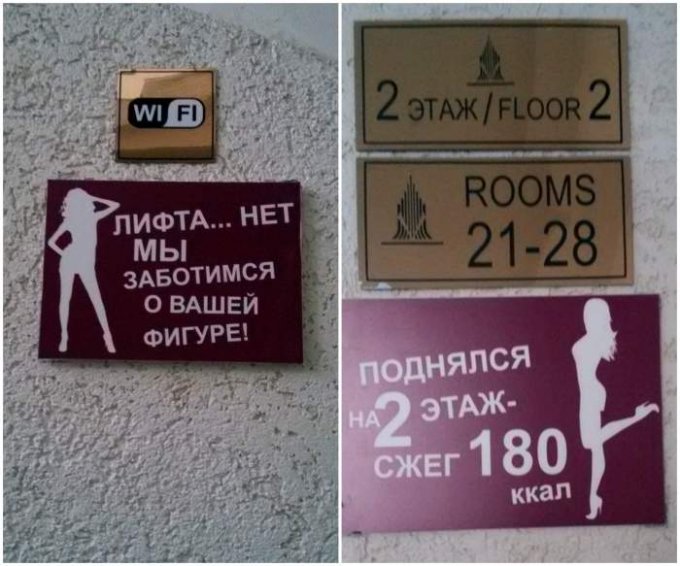 WI FI
ЛИФТА... НЕТ
МЫ
ЗАБОТИМСЯ
О ВАШЕЙ
ФИГУРЕ!
2 ЭТАЖ / FLOOR 2
ROOMS
21-28
ПОДНЯЛСЯ
НА 2 ЭТАЖ-
СЖЕГ 180
ккал